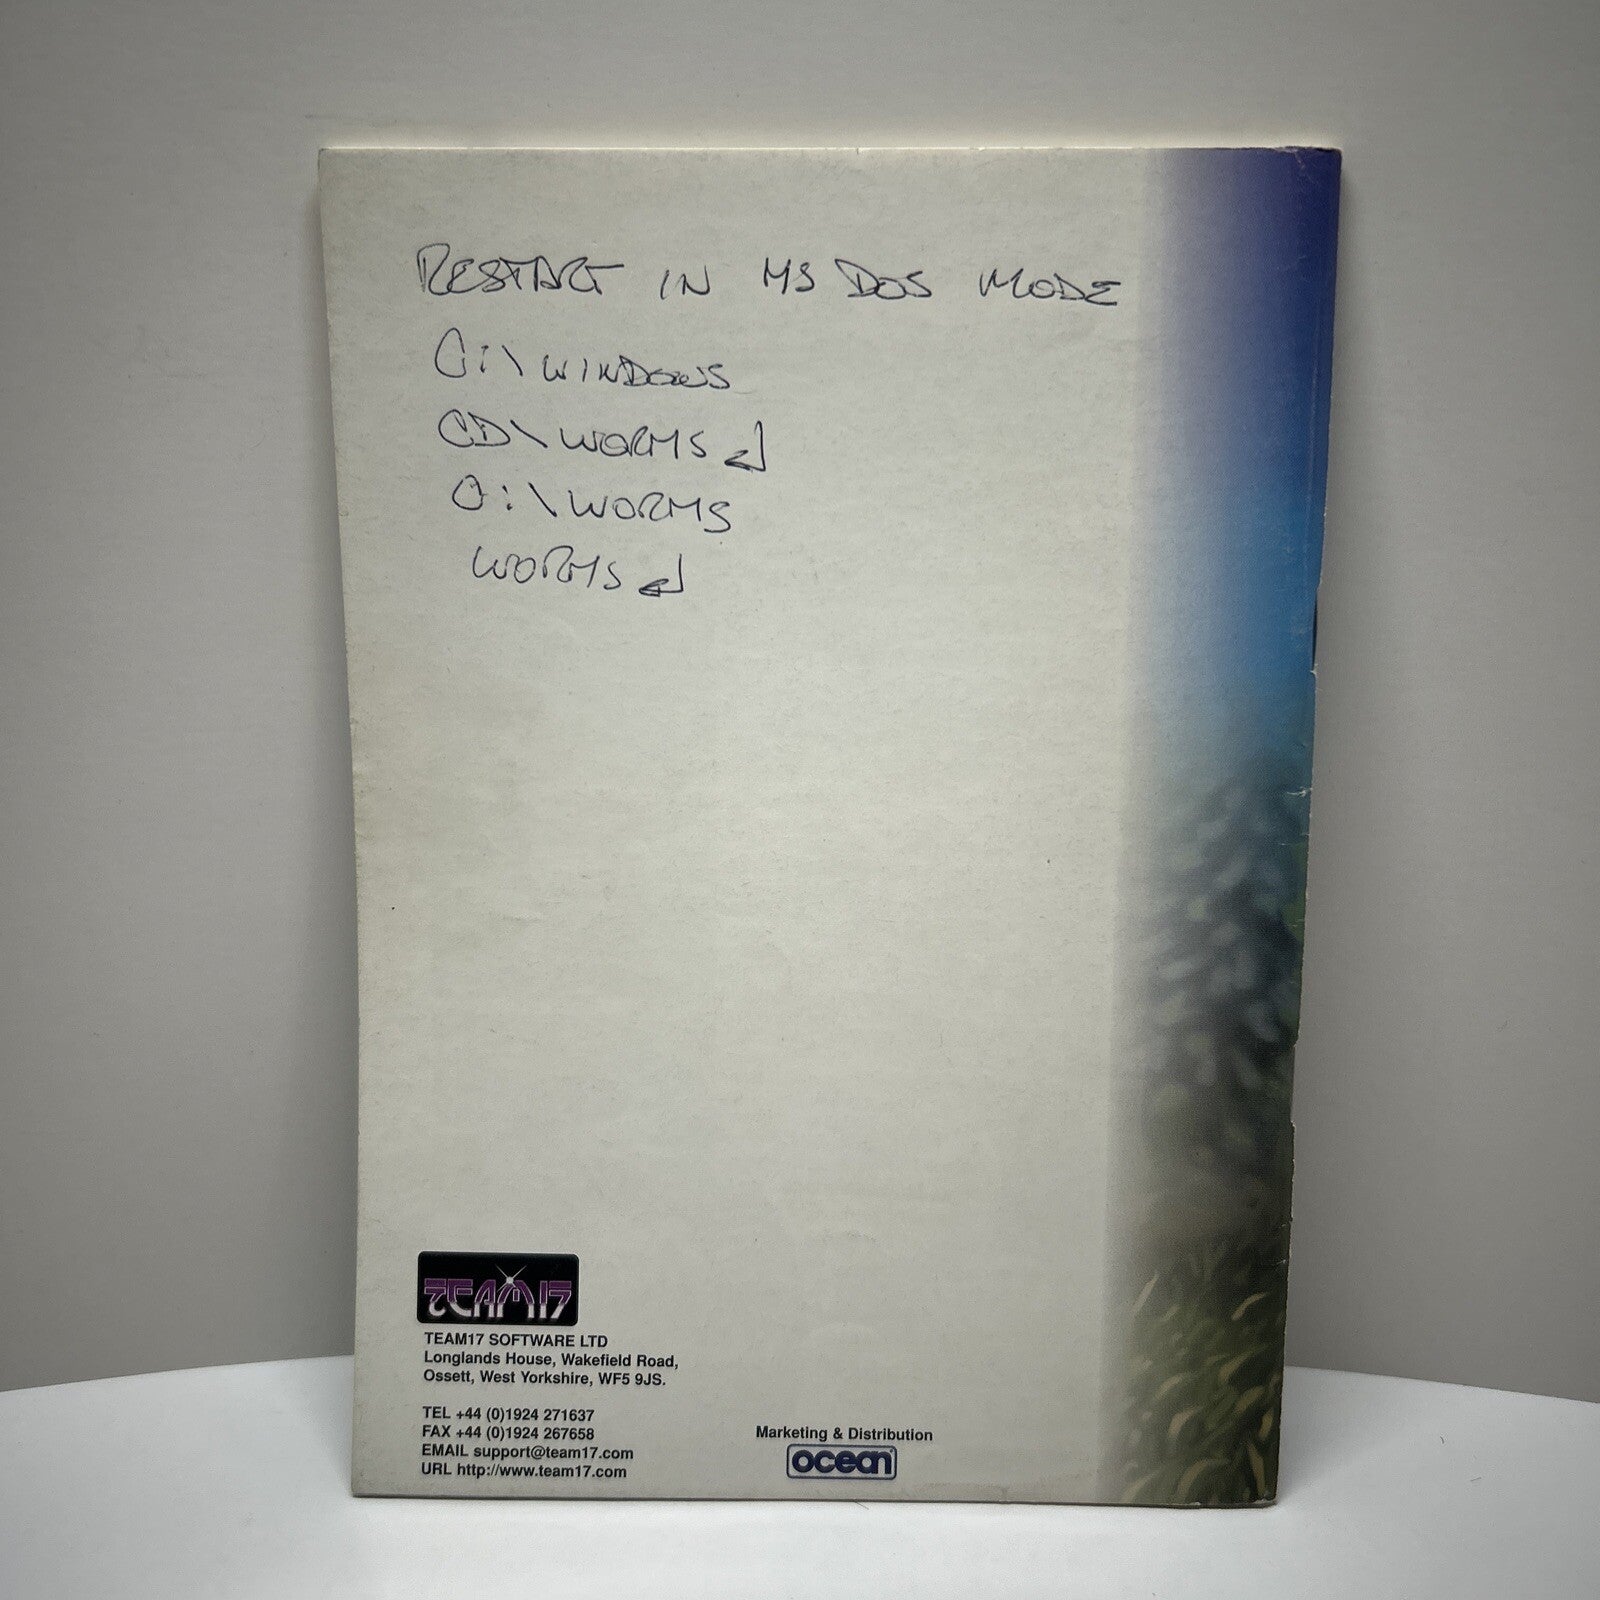 RESTART IN MS DOS MODE
C:\WINDOWS
CD\WORMS ↵
C:\WORMS
WORMS ↵
TEAM17
TEAM17 SOFTWARE LTD
Longlands House, Wakefield Road,
Ossett, West Yorkshire, WF5 9JS.
TEL +44 (0)1924 271637
FAX +44 (0)1924 267658
EMAIL support@team17.com
URL http://www.team17.com
Marketing & Distribution
ocean